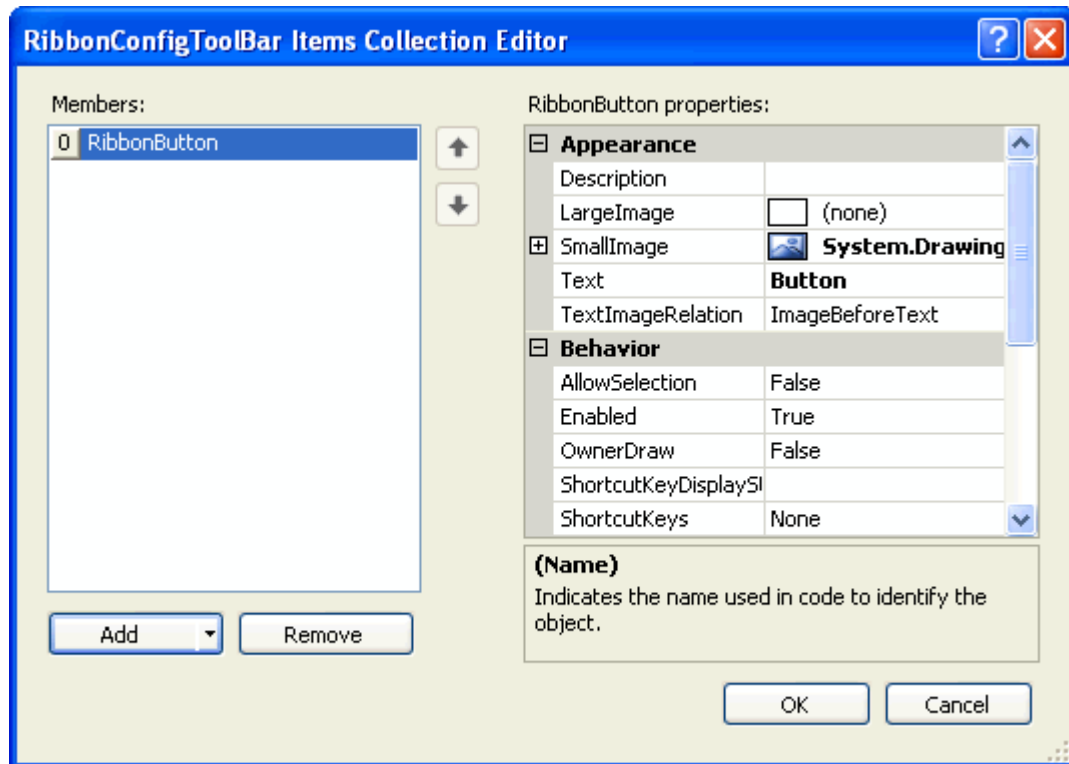 RibbonConfigToolBar Items Collection Editor
Members:
0 RibbonButton
Add
Remove
RibbonButton properties:
Appearance
Description
LargeImage (none)
SmallImage System.Drawing
Text Button
TextImageRelation ImageBeforeText
Behavior
AllowSelection False
Enabled True
OwnerDraw False
ShortcutKeyDisplaySt
ShortcutKeys None
(Name)
Indicates the name used in code to identify the
object.
OK
Cancel